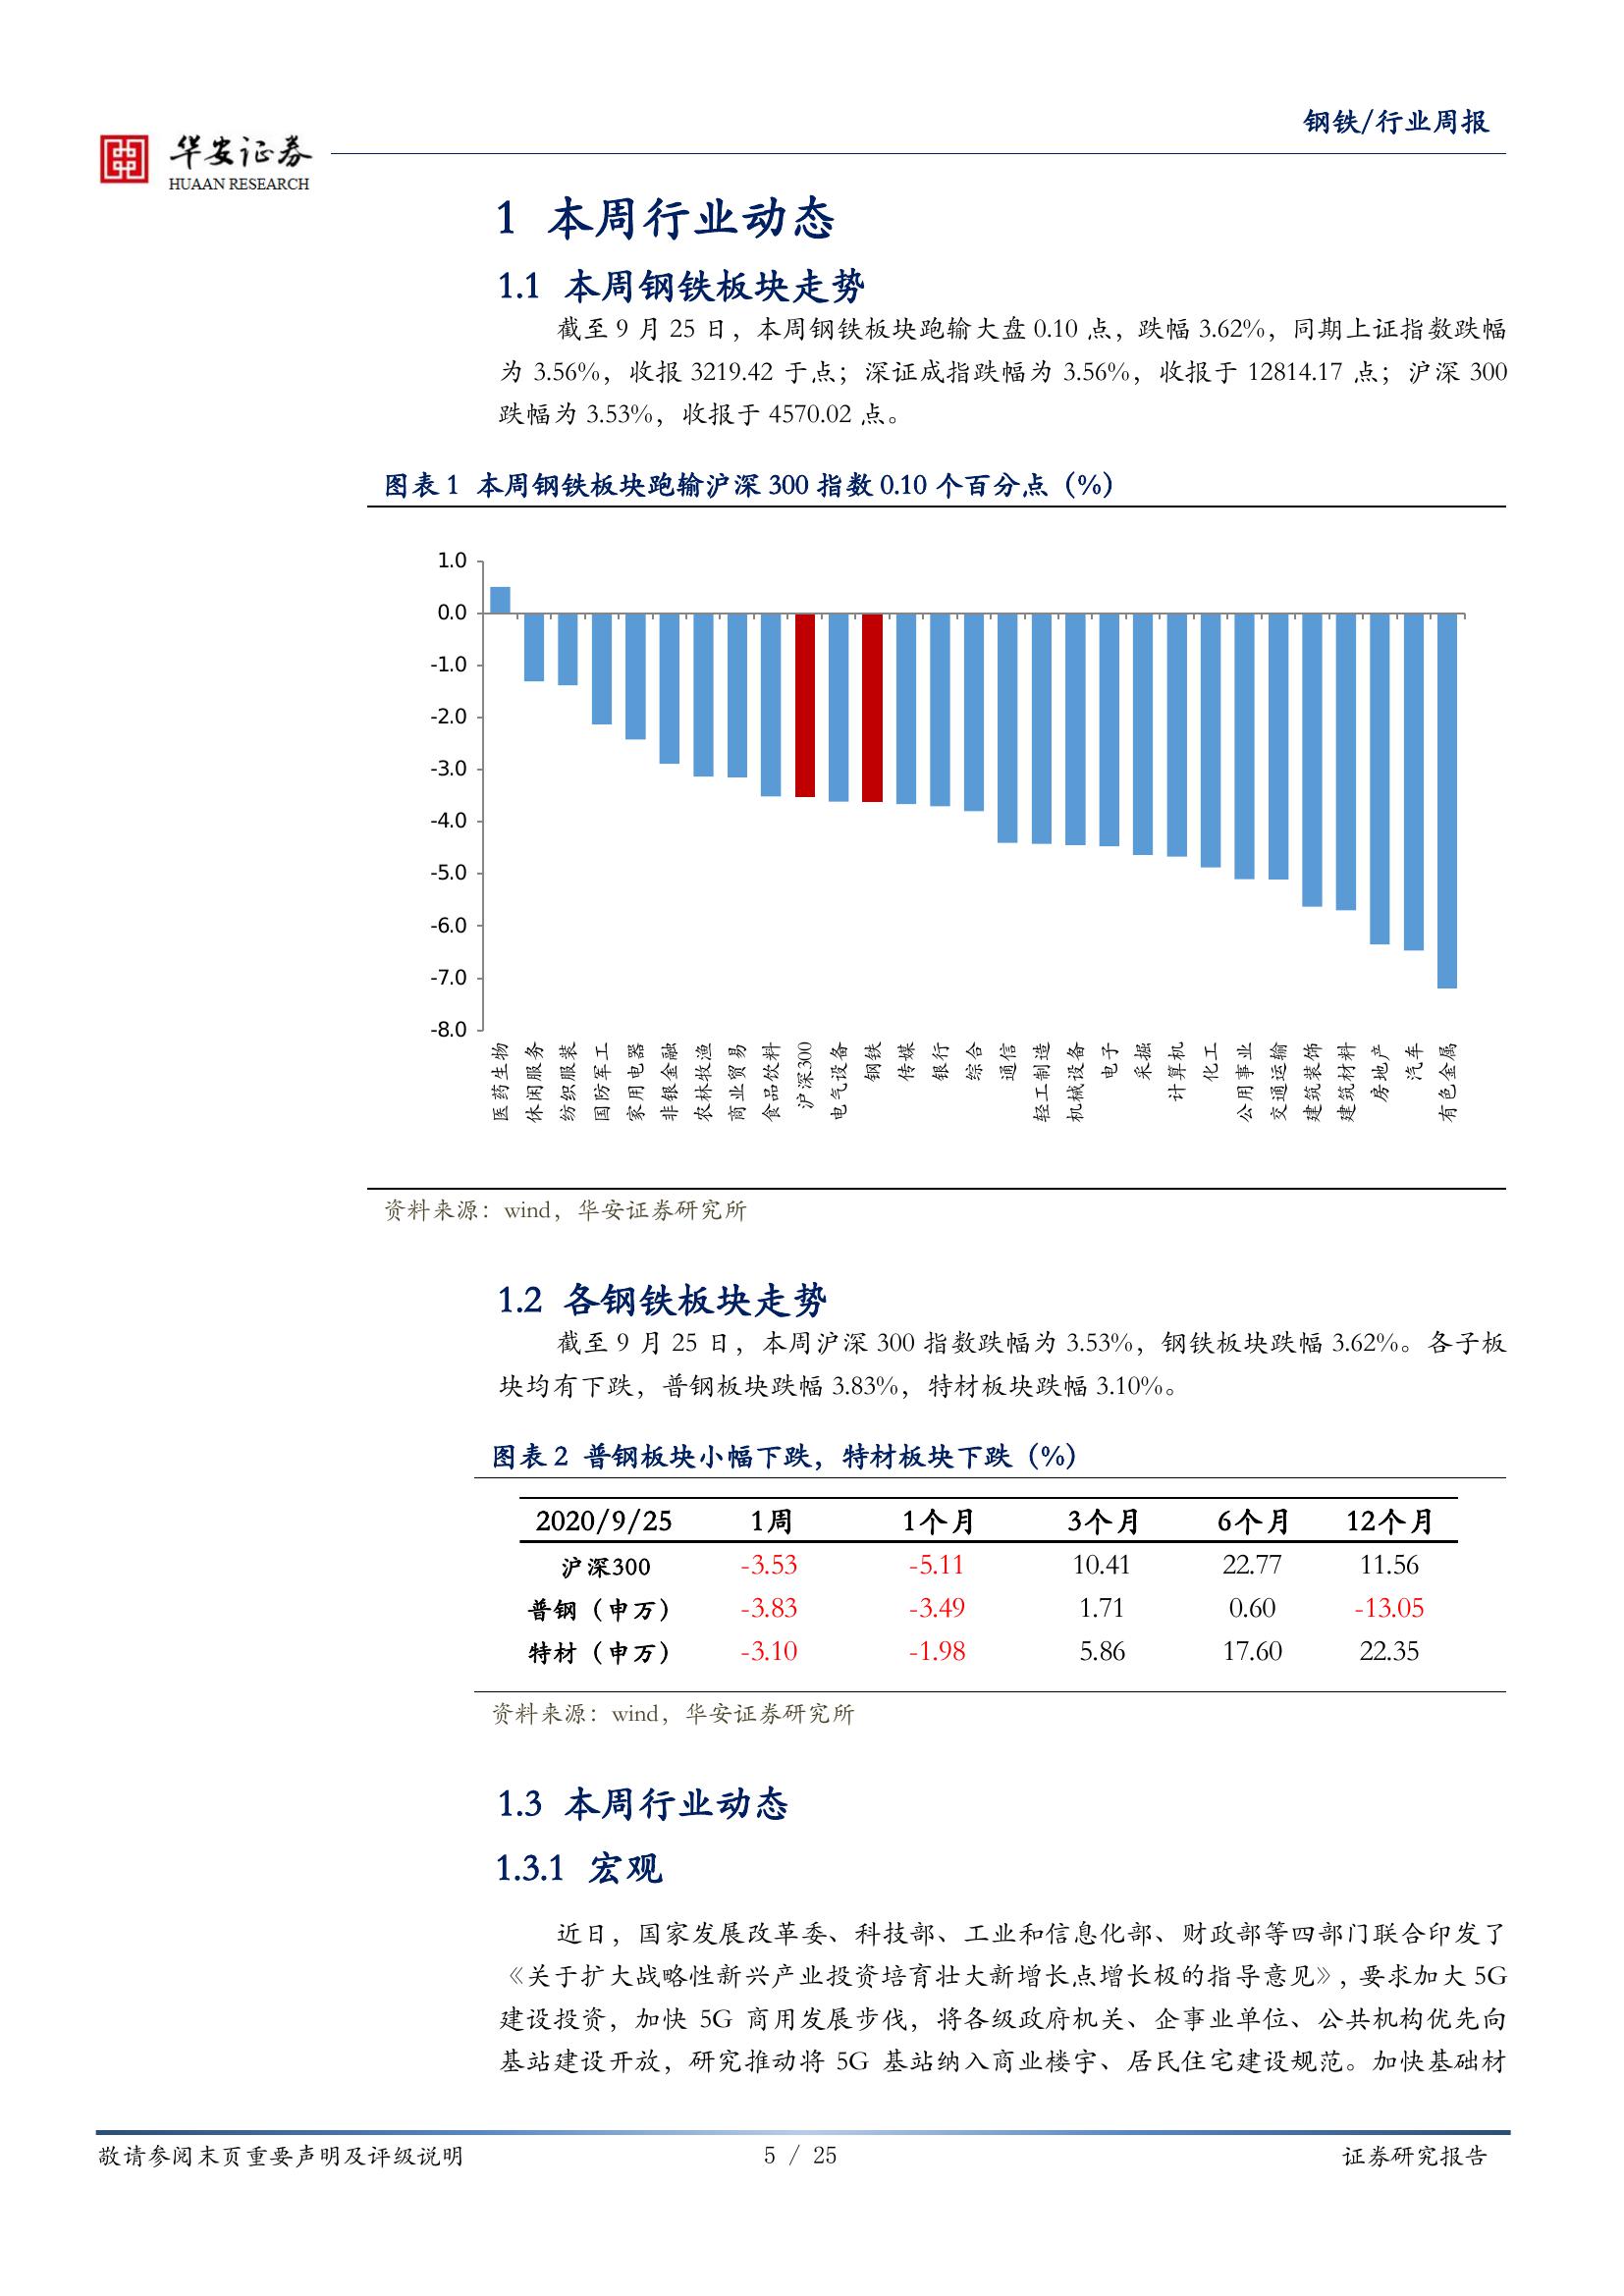 钢铁/行业周报
华安证券
HUAAN RESEARCH
1 本周行业动态
1.1 本周钢铁板块走势
截至 9 月 25 日，本周钢铁板块跑输大盘 0.10 点，跌幅 3.62%，同期上证指数跌幅
为 3.56%，收报 3219.42 于点；深证成指跌幅为 3.56%，收报于 12814.17 点；沪深 300
跌幅为 3.53%，收报于 4570.02 点。
图表 1 本周钢铁板块跑输沪深 300 指数 0.10 个百分点（%）
1.0
0.0
-1.0
-2.0
-3.0
-4.0
-5.0
-6.0
-7.0
-8.0
医药生物
休闲服务
纺织服装
国防军工
家用电器
非银金融
农林牧渔
商业贸易
食品饮料
沪深300
电气设备
钢铁
传媒
银行
综合
通信
轻工制造
机械设备
电子
采掘
计算机
化工
公用事业
交通运输
建筑装饰
建筑材料
房地产
汽车
有色金属
资料来源：wind，华安证券研究所
1.2 各钢铁板块走势
截至 9 月 25 日，本周沪深 300 指数跌幅为 3.53%，钢铁板块跌幅 3.62%。各子板
块均有下跌，普钢板块跌幅 3.83%，特材板块跌幅 3.10%。
图表 2 普钢板块小幅下跌，特材板块下跌（%）
2020/9/25 1周 1个月 3个月 6个月 12个月
沪深300 -3.53 -5.11 10.41 22.77 11.56
普钢（申万） -3.83 -3.49 1.71 0.60 -13.05
特材（申万） -3.10 -1.98 5.86 17.60 22.35
资料来源：wind，华安证券研究所
1.3 本周行业动态
1.3.1 宏观
近日，国家发展改革委、科技部、工业和信息化部、财政部等四部门联合印发了
《关于扩大战略性新兴产业投资培育壮大新增长点增长极的指导意见》，要求加大 5G
建设投资，加快 5G 商用发展步伐，将各级政府机关、企事业单位、公共机构优先向
基站建设开放，研究推动将 5G 基站纳入商业楼宇、居民住宅建设规范。加快基础材
敬请参阅末页重要声明及评级说明 5 / 25 证券研究报告